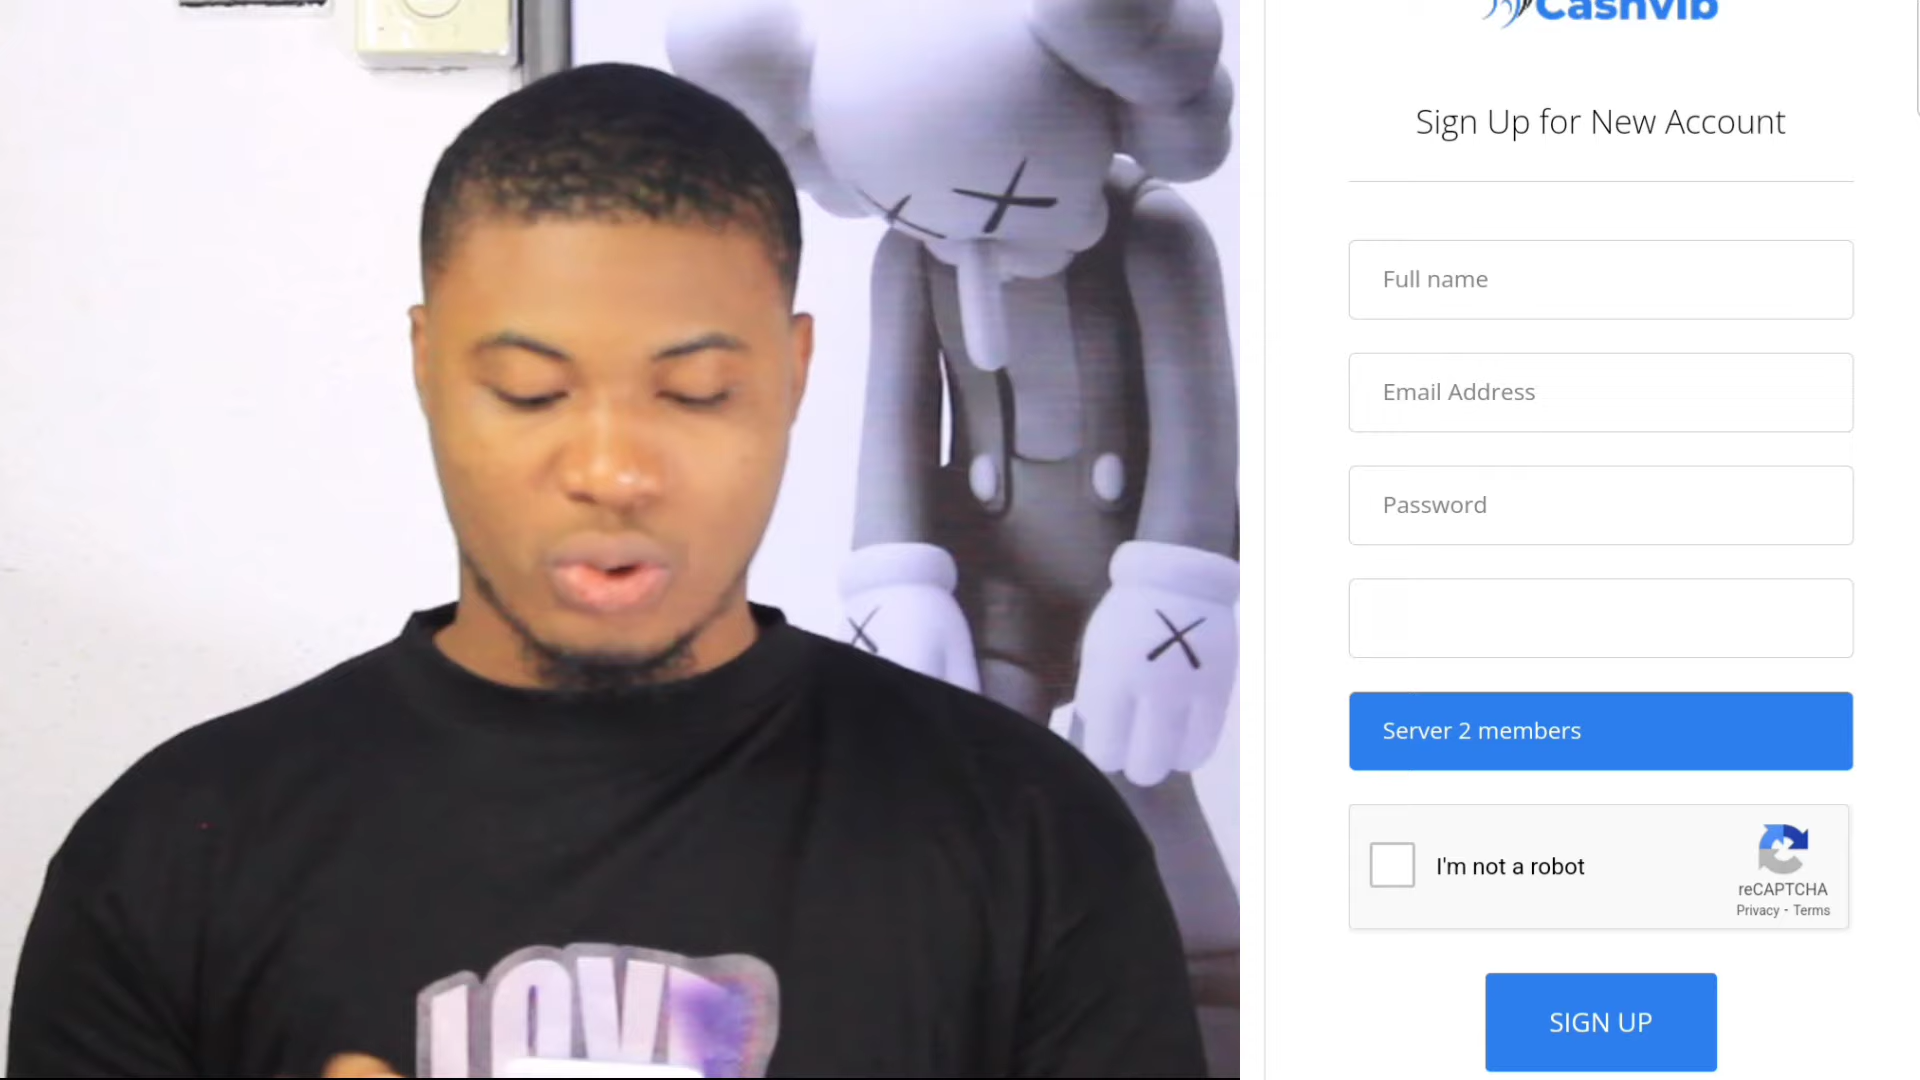 LOVE
Cashvib
Sign Up for New Account
Full name
Email Address
Password
Server 2 members
I'm not a robot
reCAPTCHA
Privacy - Terms
SIGN UP